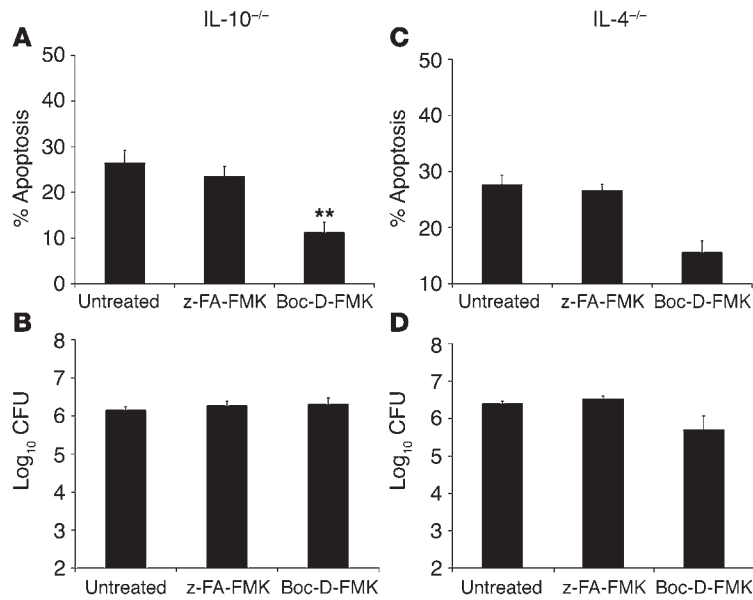 IL-10⁻/⁻
A
% Apoptosis
50
40
30
20
10
0
**
Untreated
z-FA-FMK
Boc-D-FMK
B
Log₁₀ CFU
8
7
6
5
4
3
2
Untreated
z-FA-FMK
Boc-D-FMK
IL-4⁻/⁻
C
% Apoptosis
50
40
30
20
10
Untreated
z-FA-FMK
Boc-D-FMK
D
Log₁₀ CFU
8
7
6
5
4
3
2
Untreated
z-FA-FMK
Boc-D-FMK